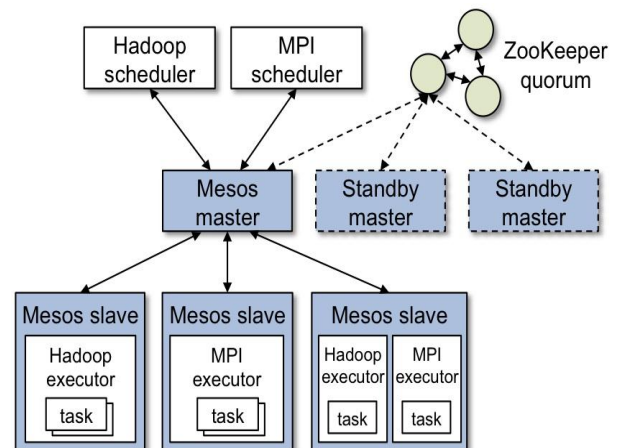 Hadoop
scheduler
MPI
scheduler
ZooKeeper
quorum
Mesos
master
Standby
master
Standby
master
Mesos slave
Hadoop
executor
task
Mesos slave
MPI
executor
task
Mesos slave
Hadoop
executor
task
MPI
executor
task